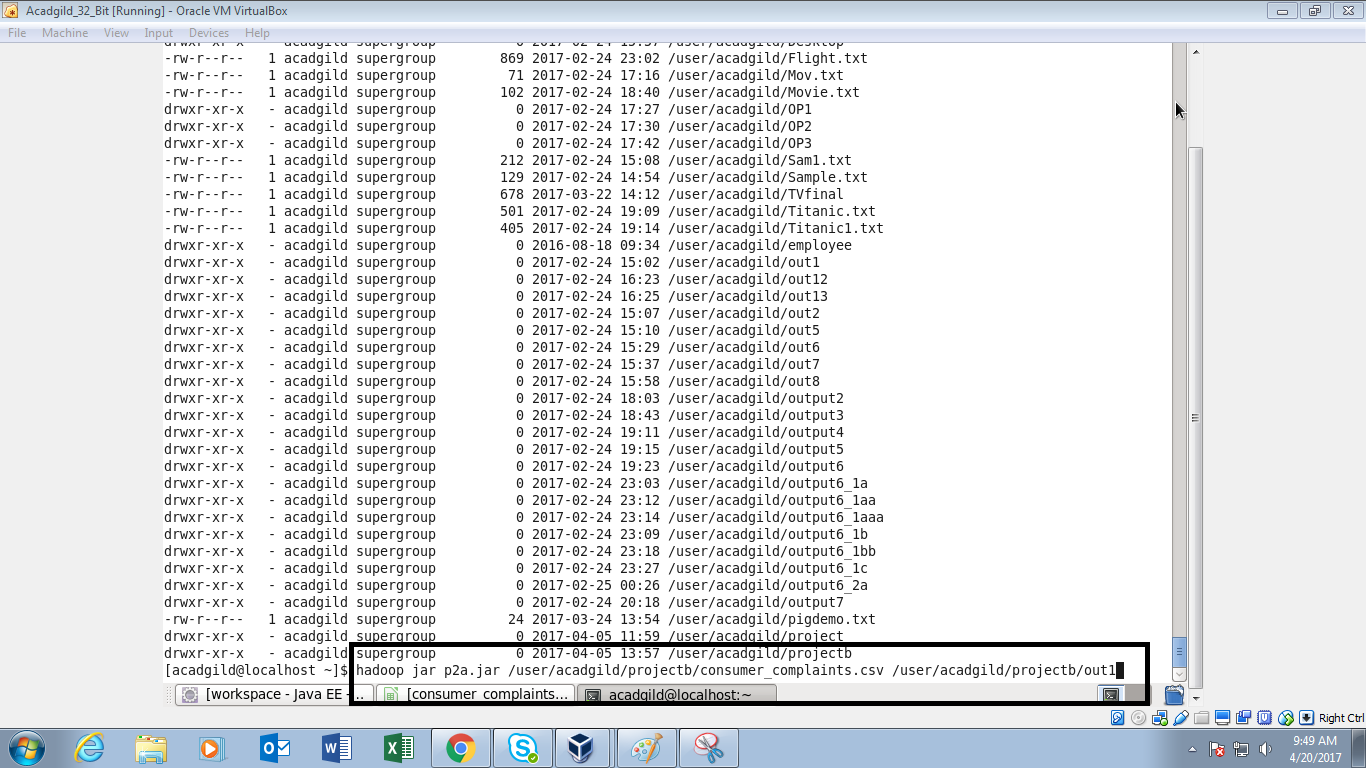 Acadgild_32_Bit [Running] - Oracle VM VirtualBox
File Machine View Input Devices Help
drwxr-xr-x - acadgild supergroup 0 2017-02-24 15:57 /user/acadgild/Desktop
-rw-r--r-- 1 acadgild supergroup 869 2017-02-24 23:02 /user/acadgild/Flight.txt
-rw-r--r-- 1 acadgild supergroup 71 2017-02-24 17:16 /user/acadgild/Mov.txt
-rw-r--r-- 1 acadgild supergroup 102 2017-02-24 18:40 /user/acadgild/Movie.txt
drwxr-xr-x - acadgild supergroup 0 2017-02-24 17:27 /user/acadgild/OP1
drwxr-xr-x - acadgild supergroup 0 2017-02-24 17:30 /user/acadgild/OP2
drwxr-xr-x - acadgild supergroup 0 2017-02-24 17:42 /user/acadgild/OP3
-rw-r--r-- 1 acadgild supergroup 212 2017-02-24 15:08 /user/acadgild/Sam1.txt
-rw-r--r-- 1 acadgild supergroup 129 2017-02-24 14:54 /user/acadgild/Sample.txt
-rw-r--r-- 1 acadgild supergroup 678 2017-03-22 14:12 /user/acadgild/TVfinal
-rw-r--r-- 1 acadgild supergroup 501 2017-02-24 19:09 /user/acadgild/Titanic.txt
-rw-r--r-- 1 acadgild supergroup 405 2017-02-24 19:14 /user/acadgild/Titanic1.txt
drwxr-xr-x - acadgild supergroup 0 2016-08-18 09:34 /user/acadgild/employee
drwxr-xr-x - acadgild supergroup 0 2017-02-24 15:02 /user/acadgild/out1
drwxr-xr-x - acadgild supergroup 0 2017-02-24 16:23 /user/acadgild/out12
drwxr-xr-x - acadgild supergroup 0 2017-02-24 16:25 /user/acadgild/out13
drwxr-xr-x - acadgild supergroup 0 2017-02-24 15:07 /user/acadgild/out2
drwxr-xr-x - acadgild supergroup 0 2017-02-24 15:10 /user/acadgild/out5
drwxr-xr-x - acadgild supergroup 0 2017-02-24 15:29 /user/acadgild/out6
drwxr-xr-x - acadgild supergroup 0 2017-02-24 15:37 /user/acadgild/out7
drwxr-xr-x - acadgild supergroup 0 2017-02-24 15:58 /user/acadgild/out8
drwxr-xr-x - acadgild supergroup 0 2017-02-24 18:03 /user/acadgild/output2
drwxr-xr-x - acadgild supergroup 0 2017-02-24 18:43 /user/acadgild/output3
drwxr-xr-x - acadgild supergroup 0 2017-02-24 19:11 /user/acadgild/output4
drwxr-xr-x - acadgild supergroup 0 2017-02-24 19:15 /user/acadgild/output5
drwxr-xr-x - acadgild supergroup 0 2017-02-24 19:23 /user/acadgild/output6
drwxr-xr-x - acadgild supergroup 0 2017-02-24 23:03 /user/acadgild/output6_1a
drwxr-xr-x - acadgild supergroup 0 2017-02-24 23:12 /user/acadgild/output6_1aa
drwxr-xr-x - acadgild supergroup 0 2017-02-24 23:14 /user/acadgild/output6_1aaa
drwxr-xr-x - acadgild supergroup 0 2017-02-24 23:09 /user/acadgild/output6_1b
drwxr-xr-x - acadgild supergroup 0 2017-02-24 23:18 /user/acadgild/output6_1bb
drwxr-xr-x - acadgild supergroup 0 2017-02-24 23:27 /user/acadgild/output6_1c
drwxr-xr-x - acadgild supergroup 0 2017-02-25 00:26 /user/acadgild/output6_2a
drwxr-xr-x - acadgild supergroup 0 2017-02-24 20:18 /user/acadgild/output7
-rw-r--r-- 1 acadgild supergroup 24 2017-03-24 13:54 /user/acadgild/pigdemo.txt
drwxr-xr-x - acadgild supergroup 0 2017-04-05 11:59 /user/acadgild/project
drwxr-xr-x - acadgild supergroup 0 2017-04-05 13:57 /user/acadgild/projectb
[acadgild@localhost ~]$ hadoop jar p2a.jar /user/acadgild/projectb/consumer_complaints.csv /user/acadgild/projectb/out1
[workspace - Java EE -... [consumer_complaints... acadgild@localhost:~
Right Ctrl
9:49 AM
4/20/2017